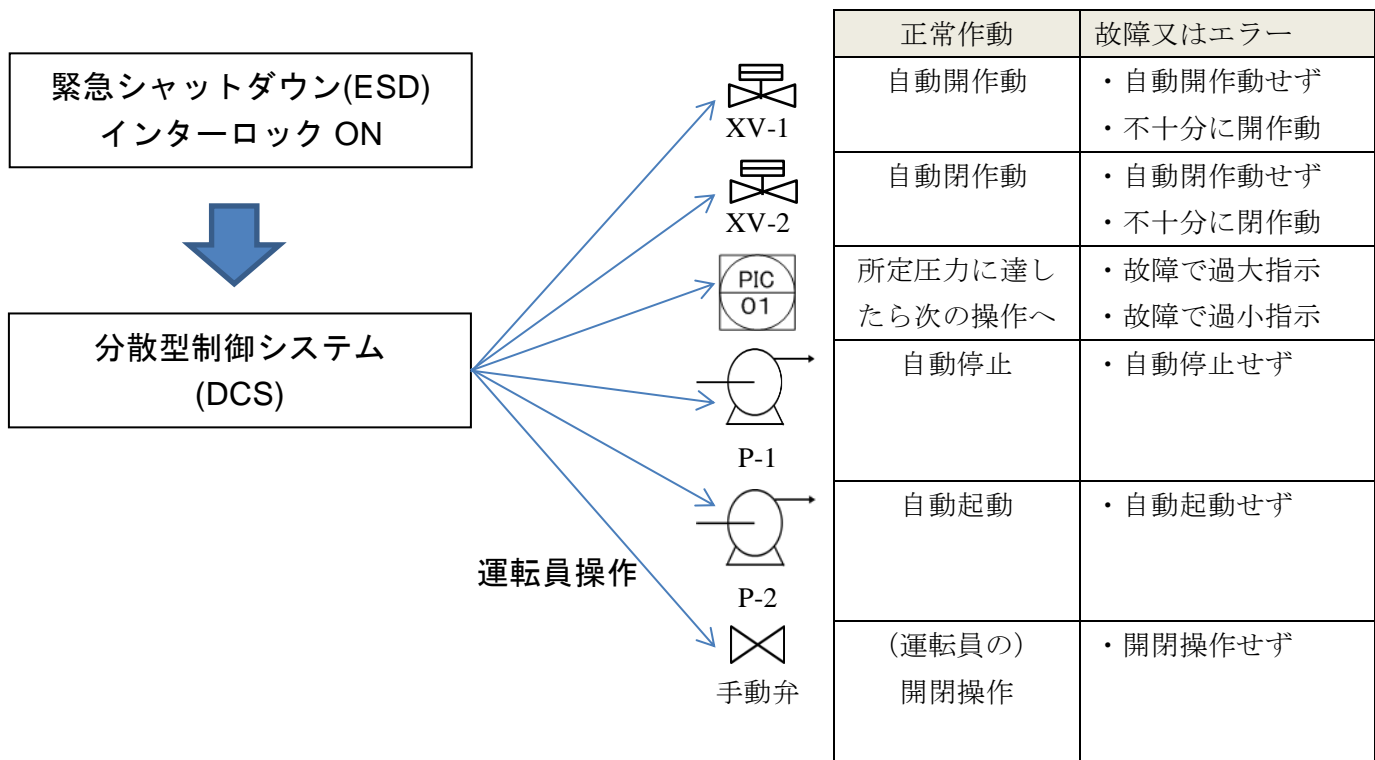 緊急シャットダウン(ESD)
インターロック ON
分散型制御システム
(DCS)
運転員操作
XV-1
XV-2
PIC
01
P-1
P-2
手動弁
正常作動
故障又はエラー
自動開作動
・自動開作動せず
・不十分に開作動
自動閉作動
・自動閉作動せず
・不十分に閉作動
所定圧力に達し
たら次の操作へ
・故障で過大指示
・故障で過小指示
自動停止
・自動停止せず
自動起動
・自動起動せず
(運転員の)
開閉操作
・開閉操作せず